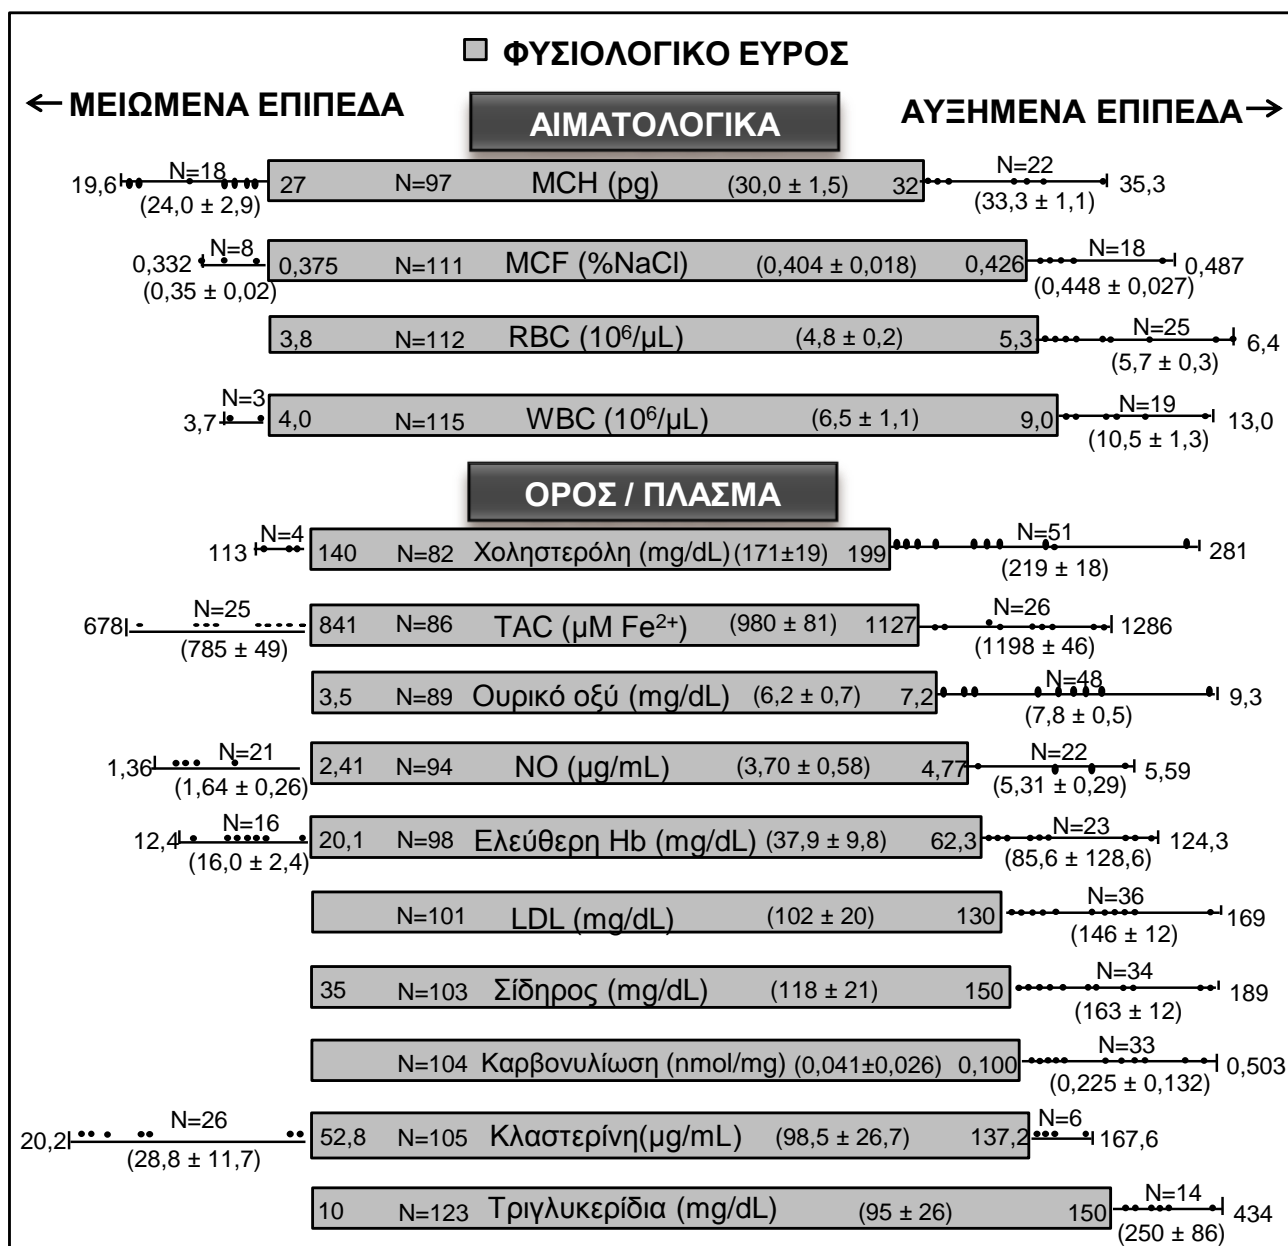 ΦΥΣΙΟΛΟΓΙΚΟ ΕΥΡΟΣ
← ΜΕΙΩΜΕΝΑ ΕΠΙΠΕΔΑ ΑΥΞΗΜΕΝΑ ΕΠΙΠΕΔΑ →
ΑΙΜΑΤΟΛΟΓΙΚΑ
19,6 N=18 (24,0 ± 2,9) 27 N=97 MCH (pg) (30,0 ± 1,5) 32 N=22 (33,3 ± 1,1) 35,3
0,332 N=8 (0,35 ± 0,02) 0,375 N=111 MCF (%NaCl) (0,404 ± 0,018) 0,426 N=18 (0,448 ± 0,027) 0,487
3,8 N=112 RBC (10⁶/μL) (4,8 ± 0,2) 5,3 N=25 (5,7 ± 0,3) 6,4
3,7 N=3 4,0 N=115 WBC (10⁶/μL) (6,5 ± 1,1) 9,0 N=19 (10,5 ± 1,3) 13,0
ΟΡΟΣ / ΠΛΑΣΜΑ
113 N=4 140 N=82 Χοληστερόλη (mg/dL) (171±19) 199 N=51 (219 ± 18) 281
678 N=25 (785 ± 49) 841 N=86 TAC (μM Fe²⁺) (980 ± 81) 1127 N=26 (1198 ± 46) 1286
3,5 N=89 Ουρικό οξύ (mg/dL) (6,2 ± 0,7) 7,2 N=48 (7,8 ± 0,5) 9,3
1,36 N=21 (1,64 ± 0,26) 2,41 N=94 NO (μg/mL) (3,70 ± 0,58) 4,77 N=22 (5,31 ± 0,29) 5,59
12,4 N=16 (16,0 ± 2,4) 20,1 N=98 Ελεύθερη Hb (mg/dL) (37,9 ± 9,8) 62,3 N=23 (85,6 ± 128,6) 124,3
N=101 LDL (mg/dL) (102 ± 20) 130 N=36 (146 ± 12) 169
35 N=103 Σίδηρος (mg/dL) (118 ± 21) 150 N=34 (163 ± 12) 189
N=104 Καρβονυλίωση (nmol/mg) (0,041±0,026) 0,100 N=33 (0,225 ± 0,132) 0,503
20,2 N=26 (28,8 ± 11,7) 52,8 N=105 Κλαστερίνη(μg/mL) (98,5 ± 26,7) 137,2 N=6 167,6
10 N=123 Τριγλυκερίδια (mg/dL) (95 ± 26) 150 N=14 (250 ± 86) 434